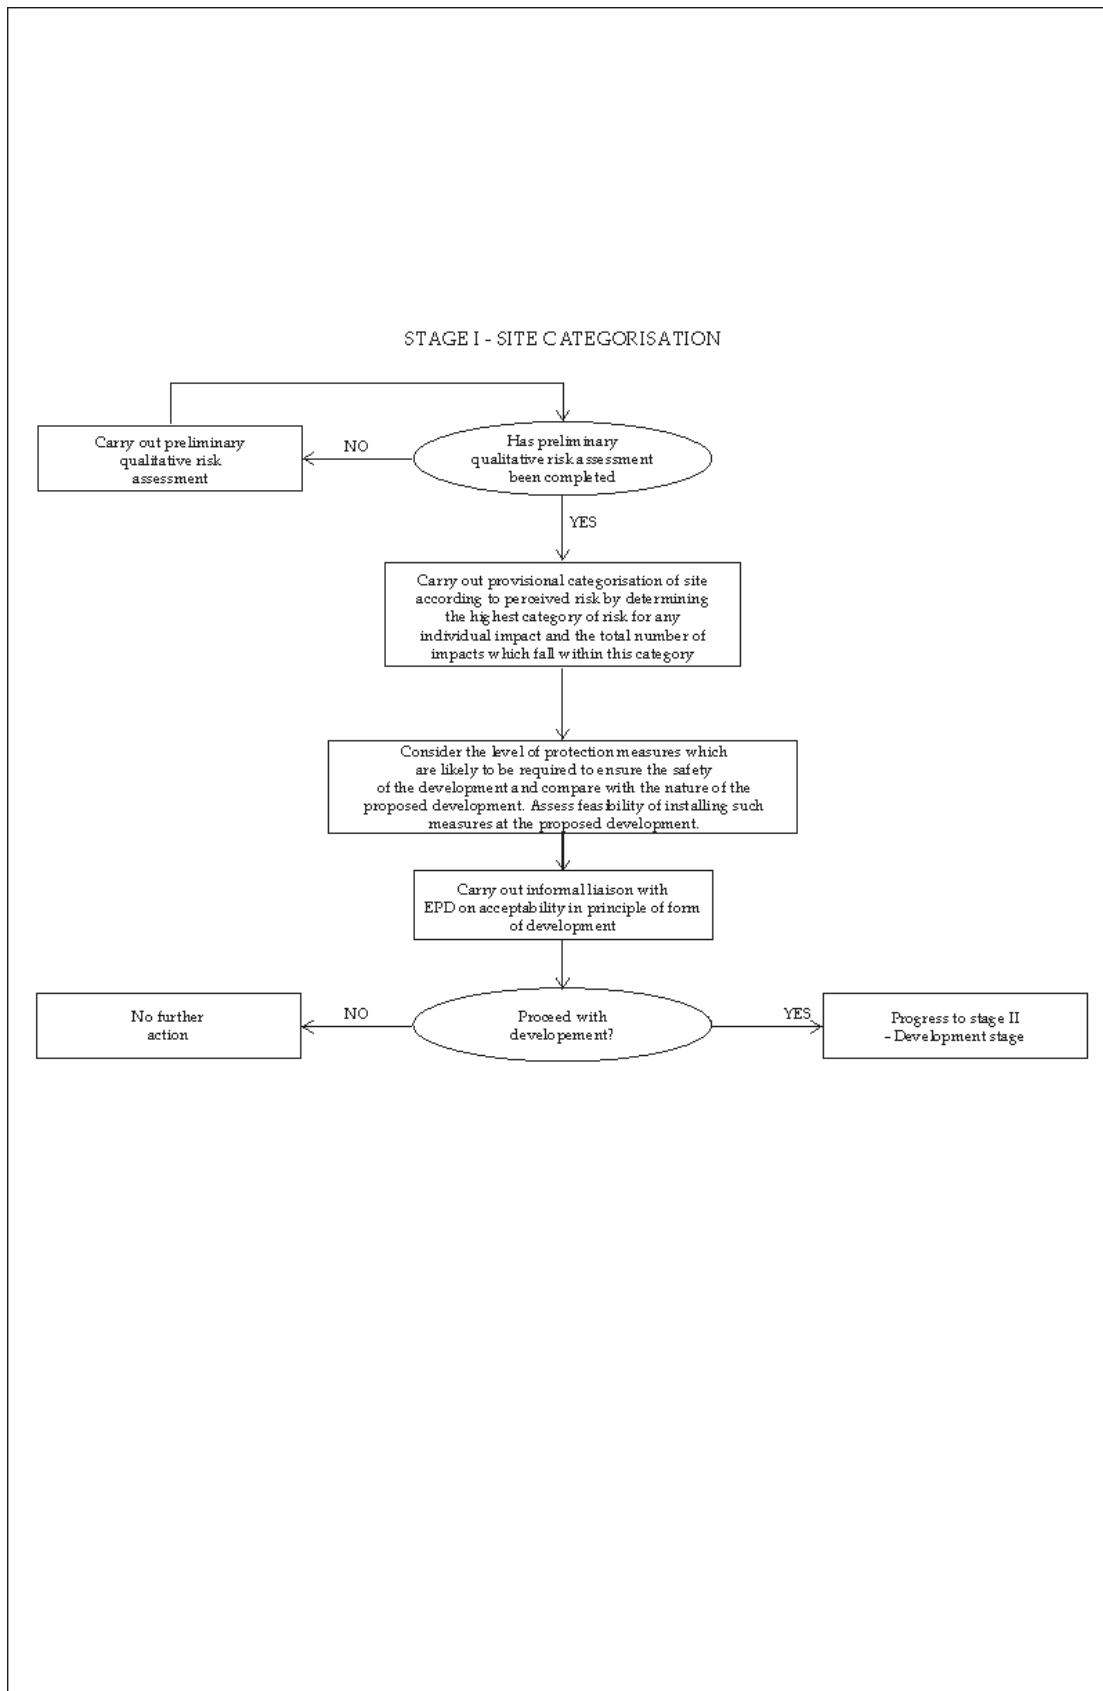 STAGE I - SITE CATEGORISATION
Carry out preliminary
qualitative risk
assessment
NO
Has preliminary
qualitative risk assessment
been completed
YES
Carry out provisional categorisation of site
according to perceived risk by determining
the highest category of risk for any
individual impact and the total number of
impacts which fall within this category
Consider the level of protection measures which
are likely to be required to ensure the safety
of the development and compare with the nature of the
proposed development. Assess feasibility of installing such
measures at the proposed development.
Carry out informal liaison with
EPD on acceptability in principle of form
of development
No further
action
NO
Proceed with
developement?
YES
Progress to stage II
– Development stage